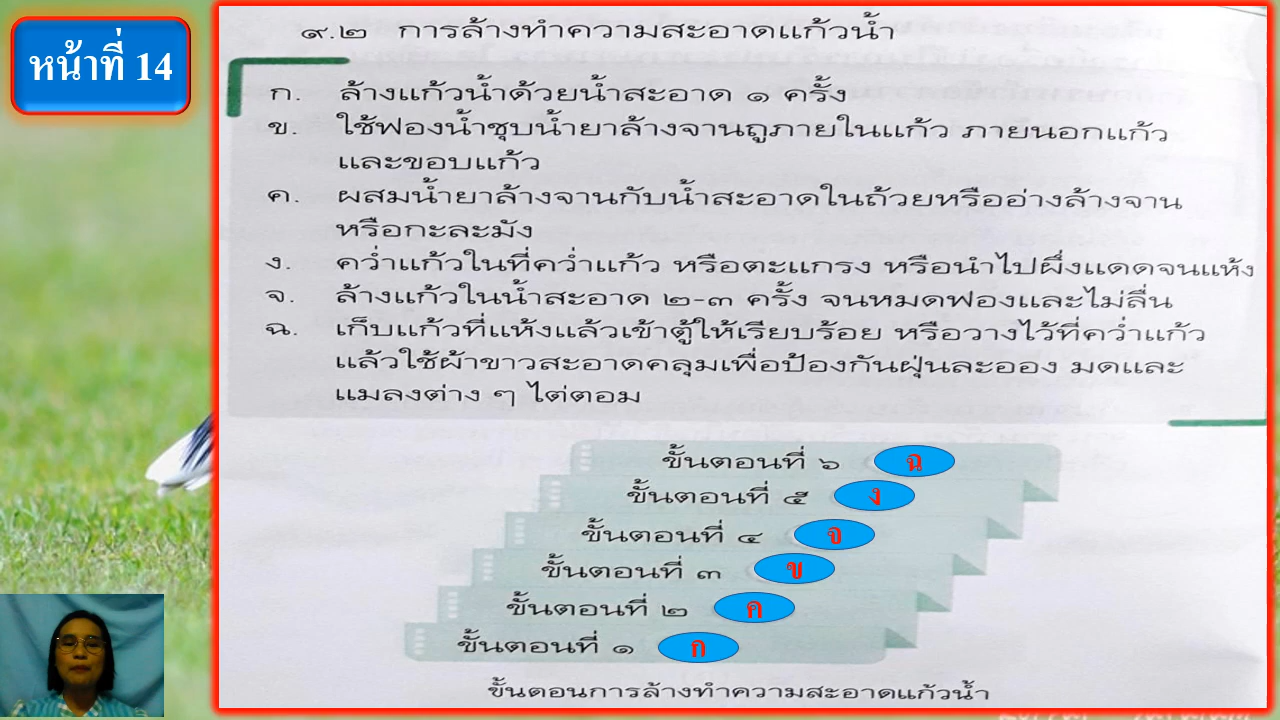 หน้าที่ 14
๙.๒ การล้างทำความสะอาดแก้วน้ำ
ก. ล้างแก้วน้ำด้วยน้ำสะอาด ๑ ครั้ง
ข. ใช้ฟองน้ำชุบน้ำยาล้างจานถูภายในแก้ว ภายนอกแก้ว
และขอบแก้ว
ค. ผสมน้ำยาล้างจานกับน้ำสะอาดในถ้วยหรืออ่างล้างจาน
หรือกะละมัง
ง. คว่ำแก้วในที่คว่ำแก้ว หรือตะแกรง หรือนำไปผึ่งแดดจนแห้ง
จ. ล้างแก้วในน้ำสะอาด ๒-๓ ครั้ง จนหมดฟองและไม่ลื่น
ฉ. เก็บแก้วที่แห้งแล้วเข้าตู้ให้เรียบร้อย หรือวางไว้ที่คว่ำแก้ว
แล้วใช้ผ้าขาวสะอาดคลุมเพื่อป้องกันฝุ่นละออง มดและ
แมลงต่าง ๆ ไต่ตอม
ขั้นตอนที่ ๖ ฉ
ขั้นตอนที่ ๕ ง
ขั้นตอนที่ ๔ จ
ขั้นตอนที่ ๓ ข
ขั้นตอนที่ ๒ ค
ขั้นตอนที่ ๑ ก
ขั้นตอนการล้างทำความสะอาดแก้วน้ำ